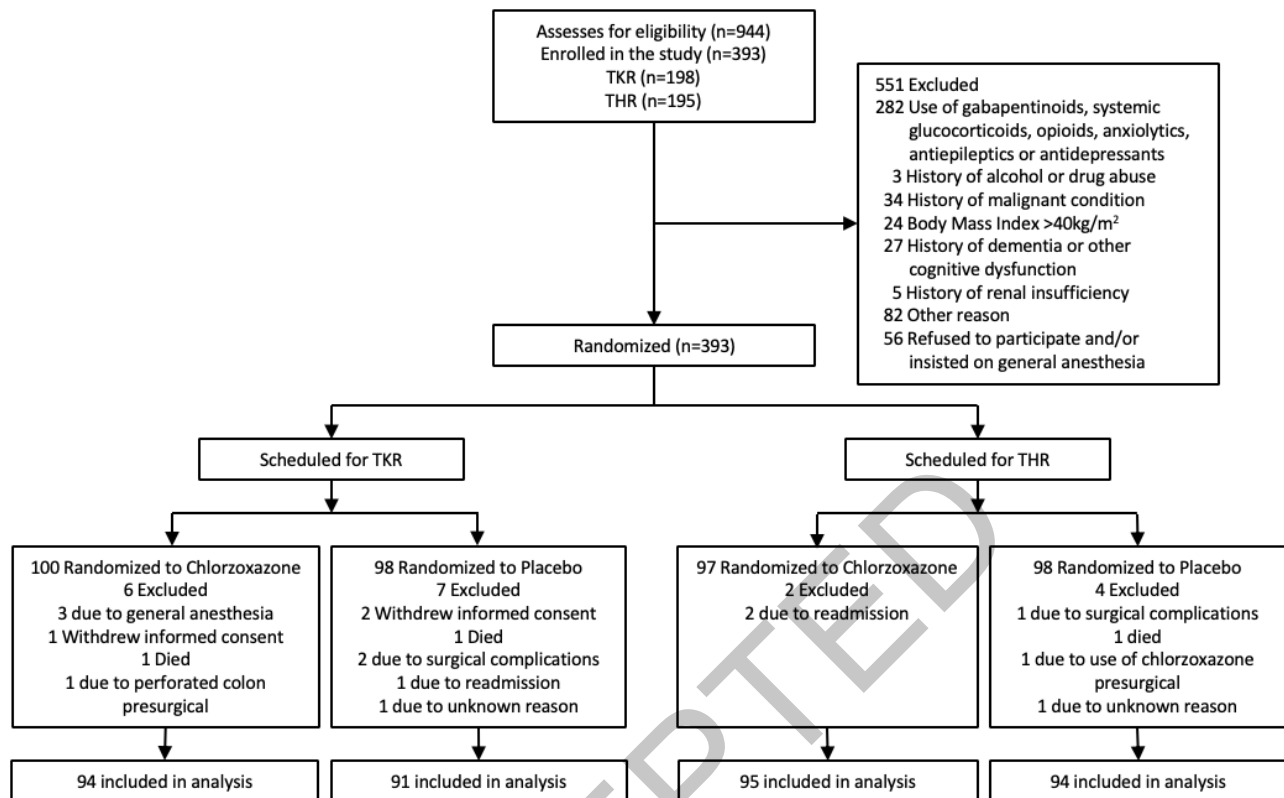 Assesses for eligibility (n=944)
Enrolled in the study (n=393)
TKR (n=198)
THR (n=195)
551 Excluded
282 Use of gabapentinoids, systemic
glucocorticoids, opioids, anxiolytics,
antiepileptics or antidepressants
3 History of alcohol or drug abuse
34 History of malignant condition
24 Body Mass Index >40kg/m²
27 History of dementia or other
cognitive dysfunction
5 History of renal insufficiency
82 Other reason
56 Refused to participate and/or
insisted on general anesthesia
Randomized (n=393)
Scheduled for TKR
Scheduled for THR
100 Randomized to Chlorzoxazone
6 Excluded
3 due to general anesthesia
1 Withdrew informed consent
1 Died
1 due to perforated colon
presurgical
98 Randomized to Placebo
7 Excluded
2 Withdrew informed consent
1 Died
2 due to surgical complications
1 due to readmission
1 due to unknown reason
97 Randomized to Chlorzoxazone
2 Excluded
2 due to readmission
98 Randomized to Placebo
4 Excluded
1 due to surgical complications
1 died
1 due to use of chlorzoxazone
presurgical
1 due to unknown reason
94 included in analysis
91 included in analysis
95 included in analysis
94 included in analysis
PTED